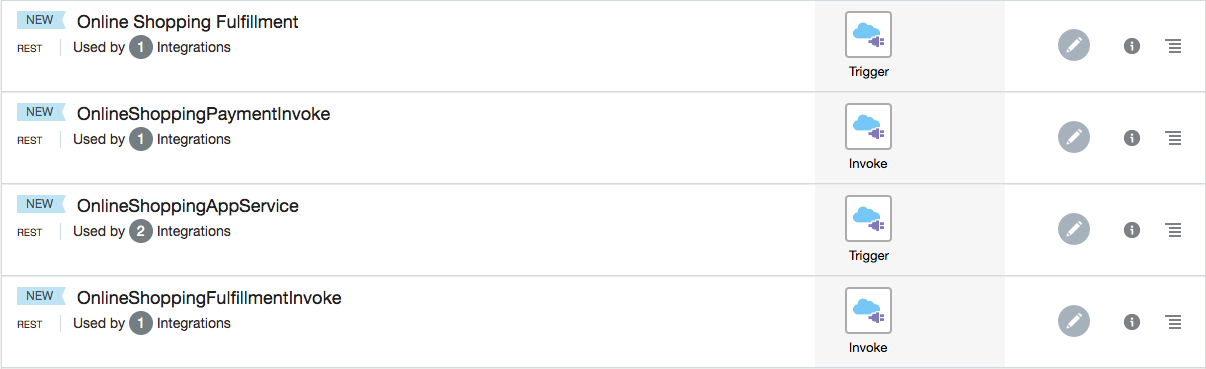 NEW Online Shopping Fulfillment
REST Used by 1 Integrations
Trigger
NEW OnlineShoppingPaymentInvoke
REST Used by 1 Integrations
Invoke
NEW OnlineShoppingAppService
REST Used by 2 Integrations
Trigger
NEW OnlineShoppingFulfillmentInvoke
REST Used by 1 Integrations
Invoke